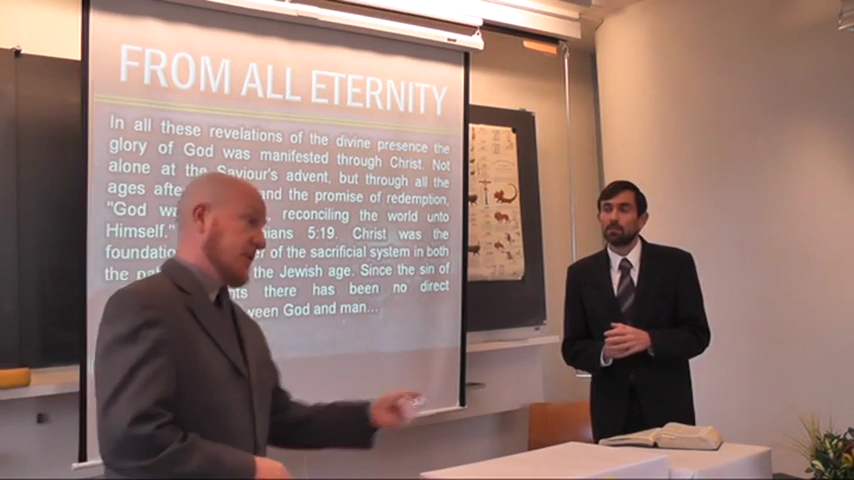 FROM ALL ETERNITY
In all these revelations of the divine presence the
glory of God was manifested through Christ. Not
alone at the Saviour's advent, but through all the
ages after and the promise of redemption,
"God reconciling the world unto
Himself." 5:19. Christ was the
of the sacrificial system in both
the the Jewish age. Since the sin of
there has been no direct
God and man...